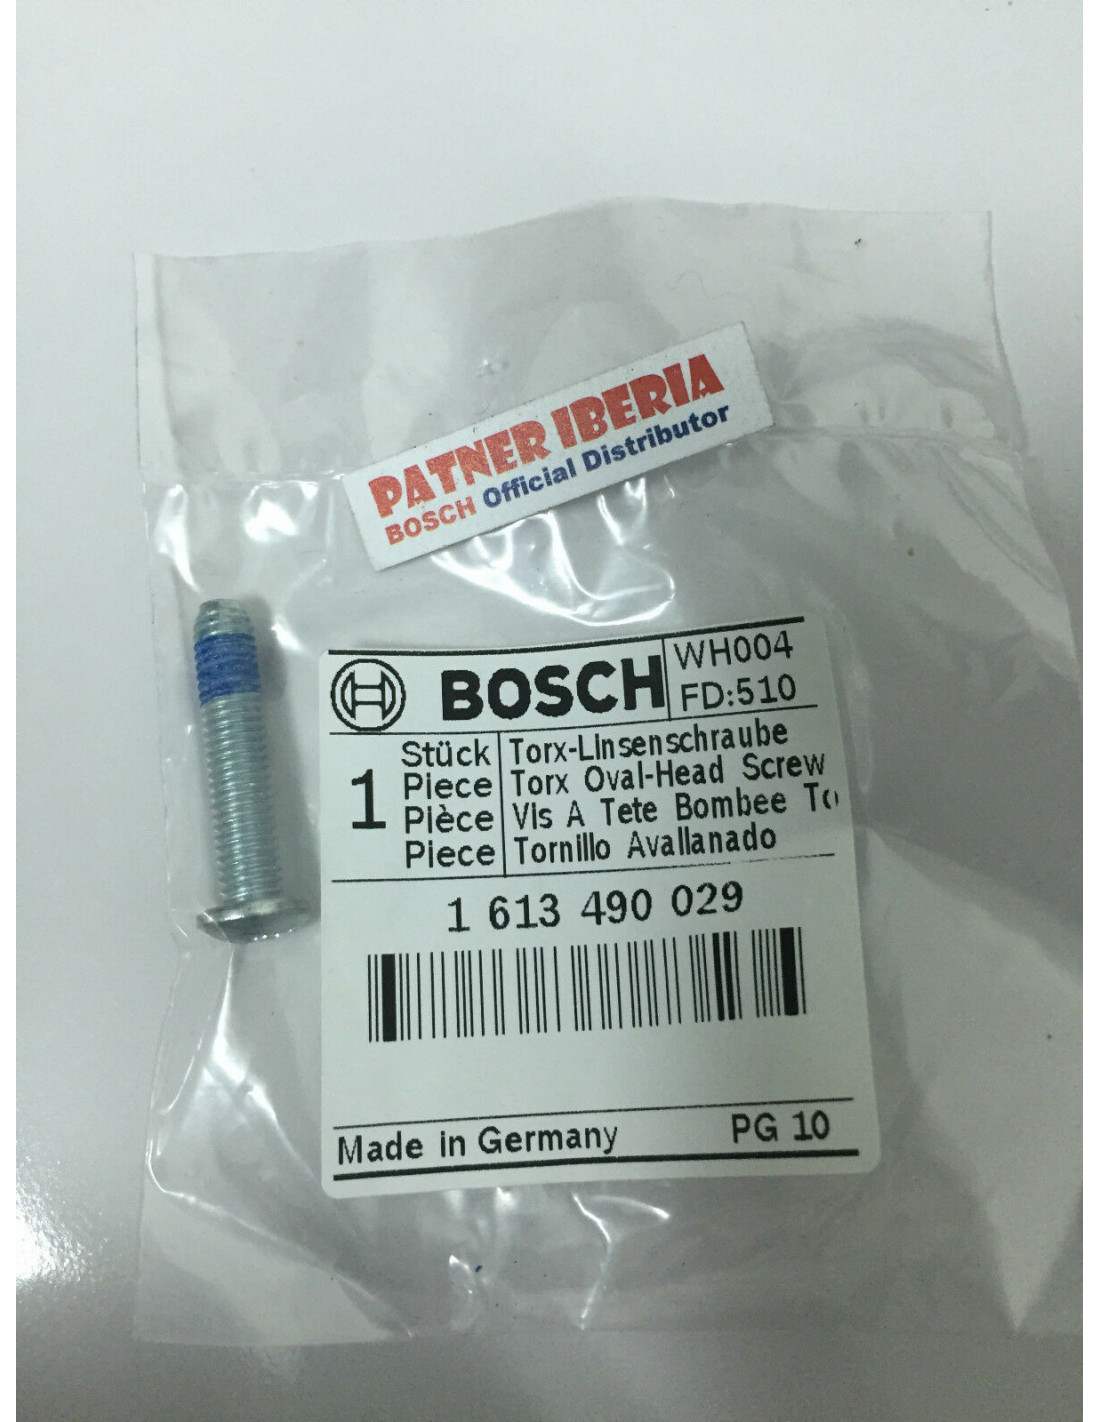 PATNER IBERIA
BOSCH Official Distributor
BOSCH
WH004
FD:510
1
Stück
Piece
Pièce
Piece
Torx-Linsenschraube
Torx Oval-Head Screw
Vis A Tete Bombee To
Tornillo Avallanado
1 613 490 029
Made in Germany
PG 10